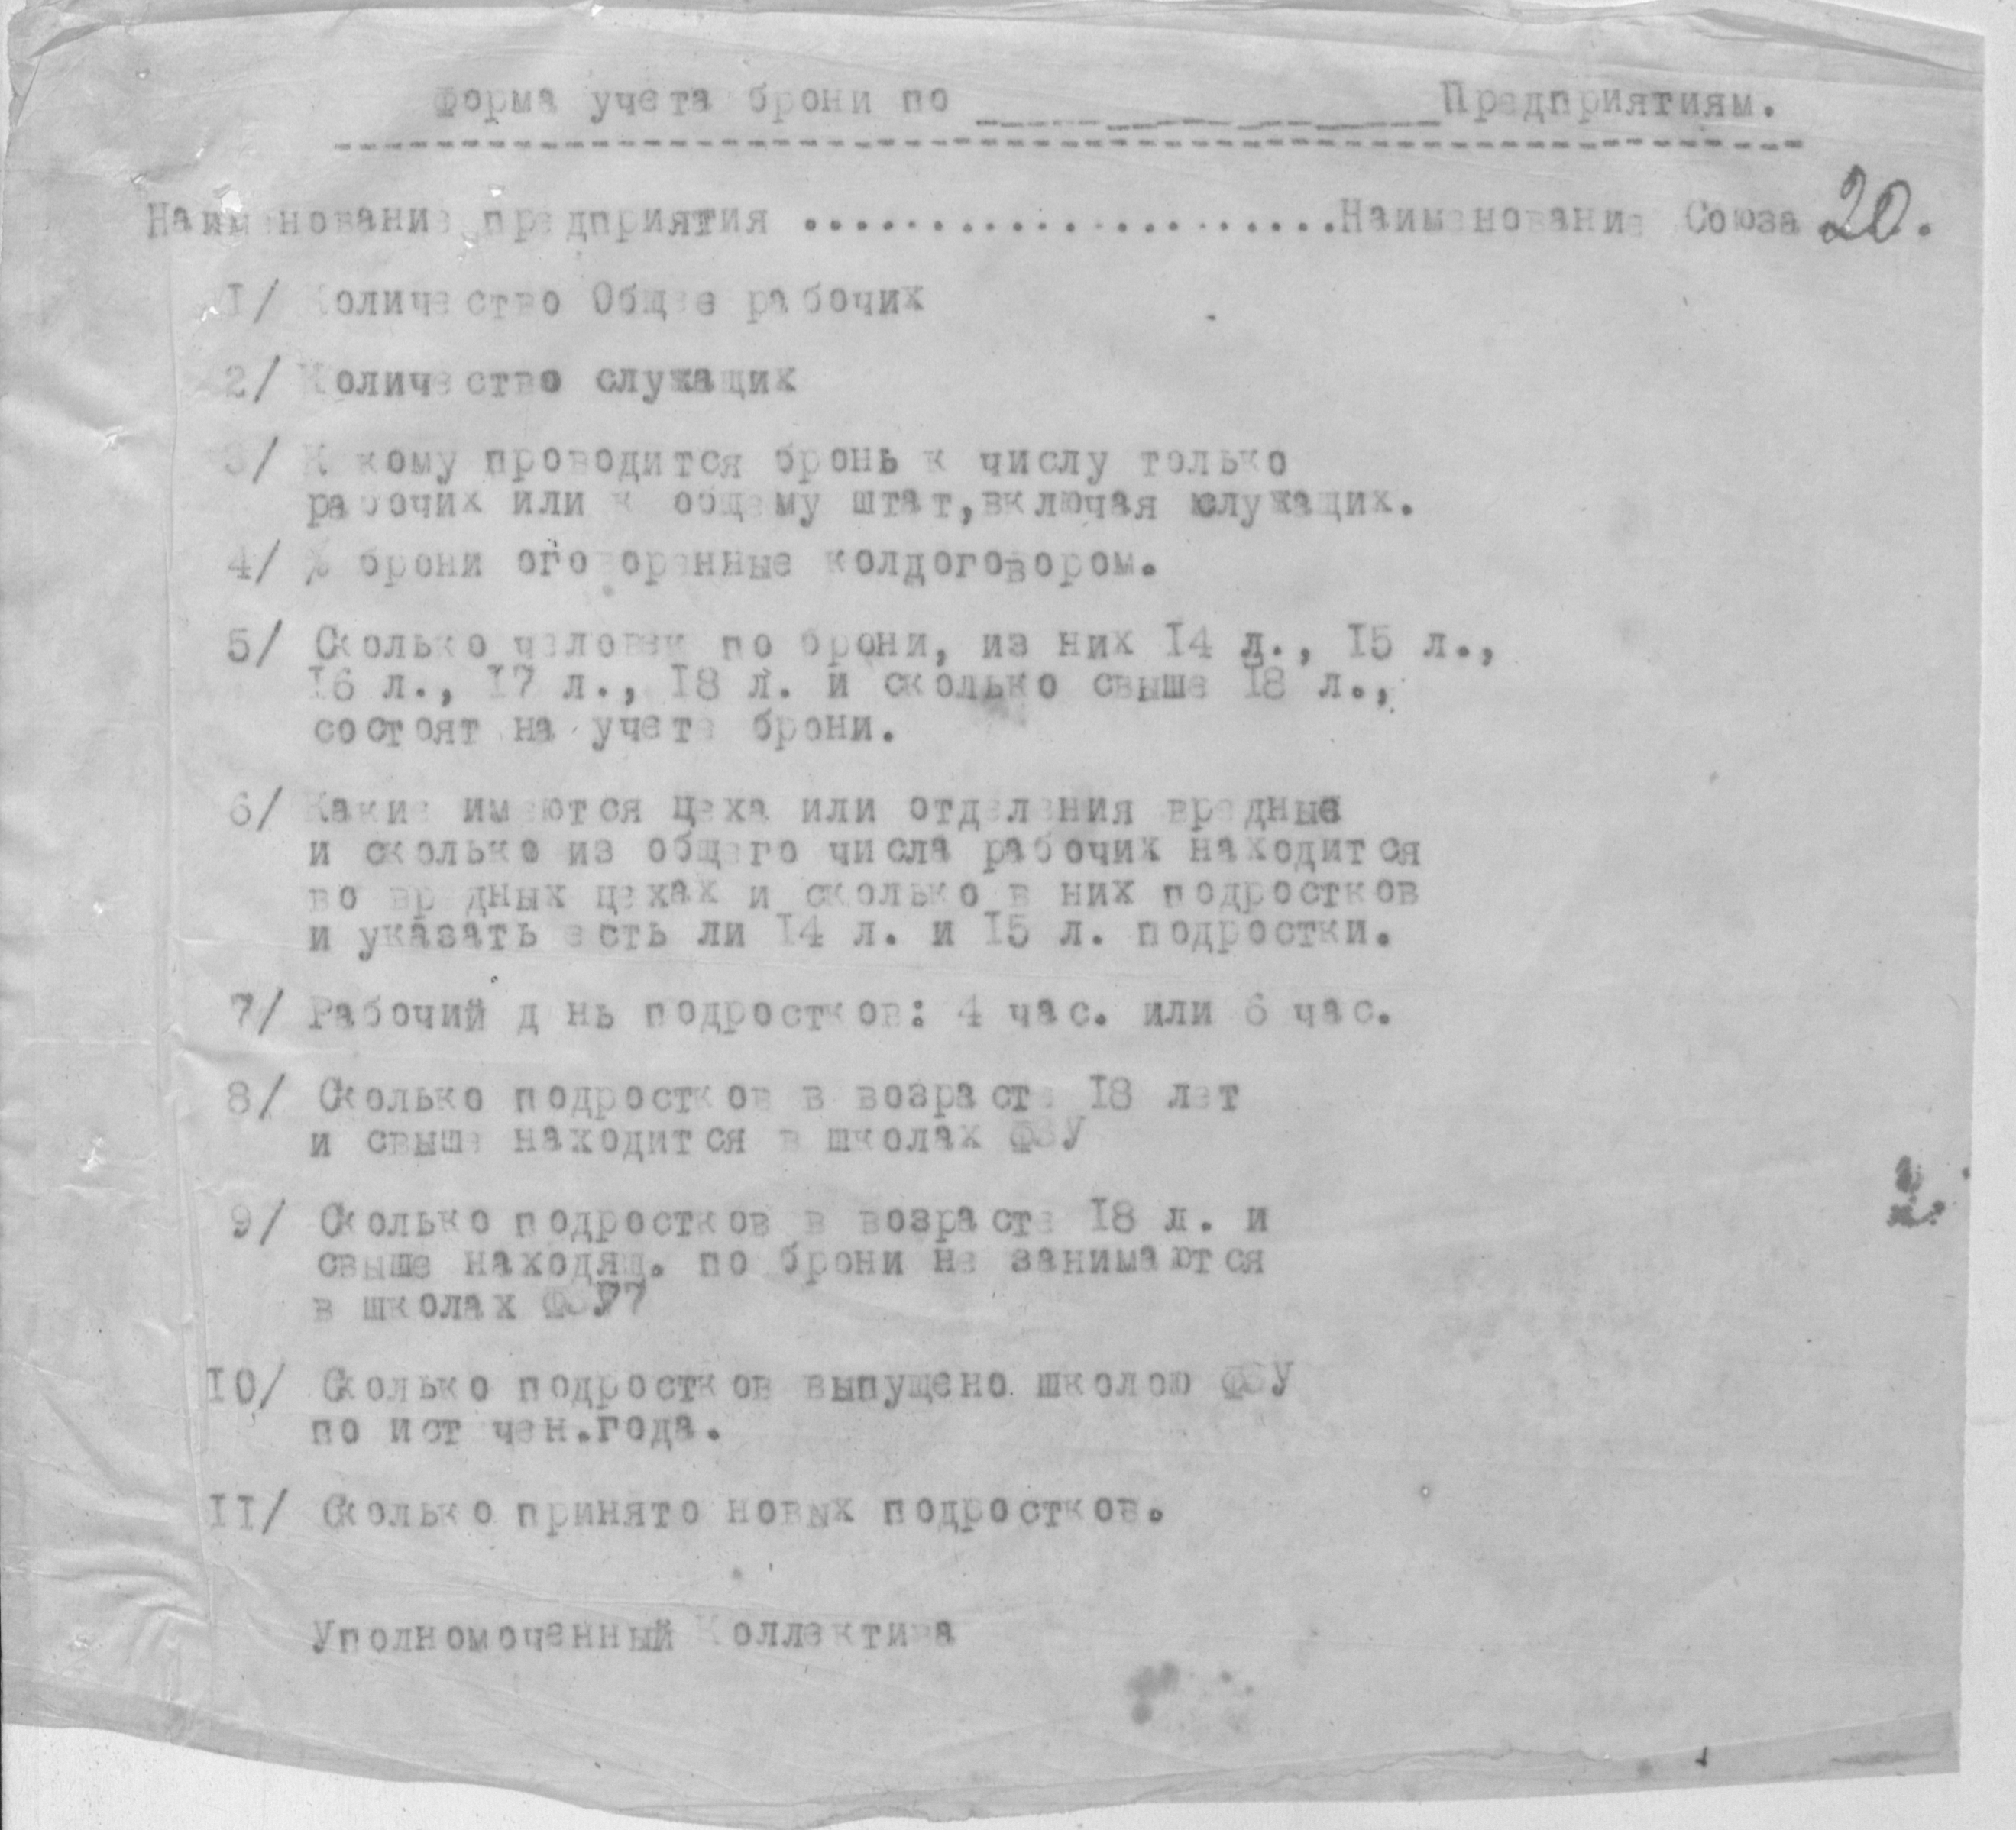 Форма учета брони по ______________Предприятиям.
Наименование предприятия .....................Наименование Союза 20.
1/ Количество Общее рабочих
2/ Количество служащих
3/ К кому проводится бронь к числу только
рабочих или к общему штат,включая служащих.
4/ % брони оговоренные колдоговором.
5/ Сколько человек по брони, из них 14 л., 15 л.,
16 л., 17 л., 18 л. и сколько свыше 18 л.,
состоят на учете брони.
6/ Какие имеются цеха или отделения вредные
и сколько из общего числа рабочих находится
во вредных цехах и сколько в них подростков
и указать есть ли 14 л. и 15 л. подростки.
7/ Рабочий д нь подростков: 4 час. или 6 час.
8/ Сколько подростков в возрасте 18 лет
и свыше находится в школах ФЗУ
9/ Сколько подростков в возрасте 18 л. и
свыше находящ. по брони не занимаются
в школах ФЗУ?
10/ Сколько подростков выпущено школою ФЗУ
по ист чен.года.
11/ Сколько принято новых подростков.
Уполномоченный Коллектива